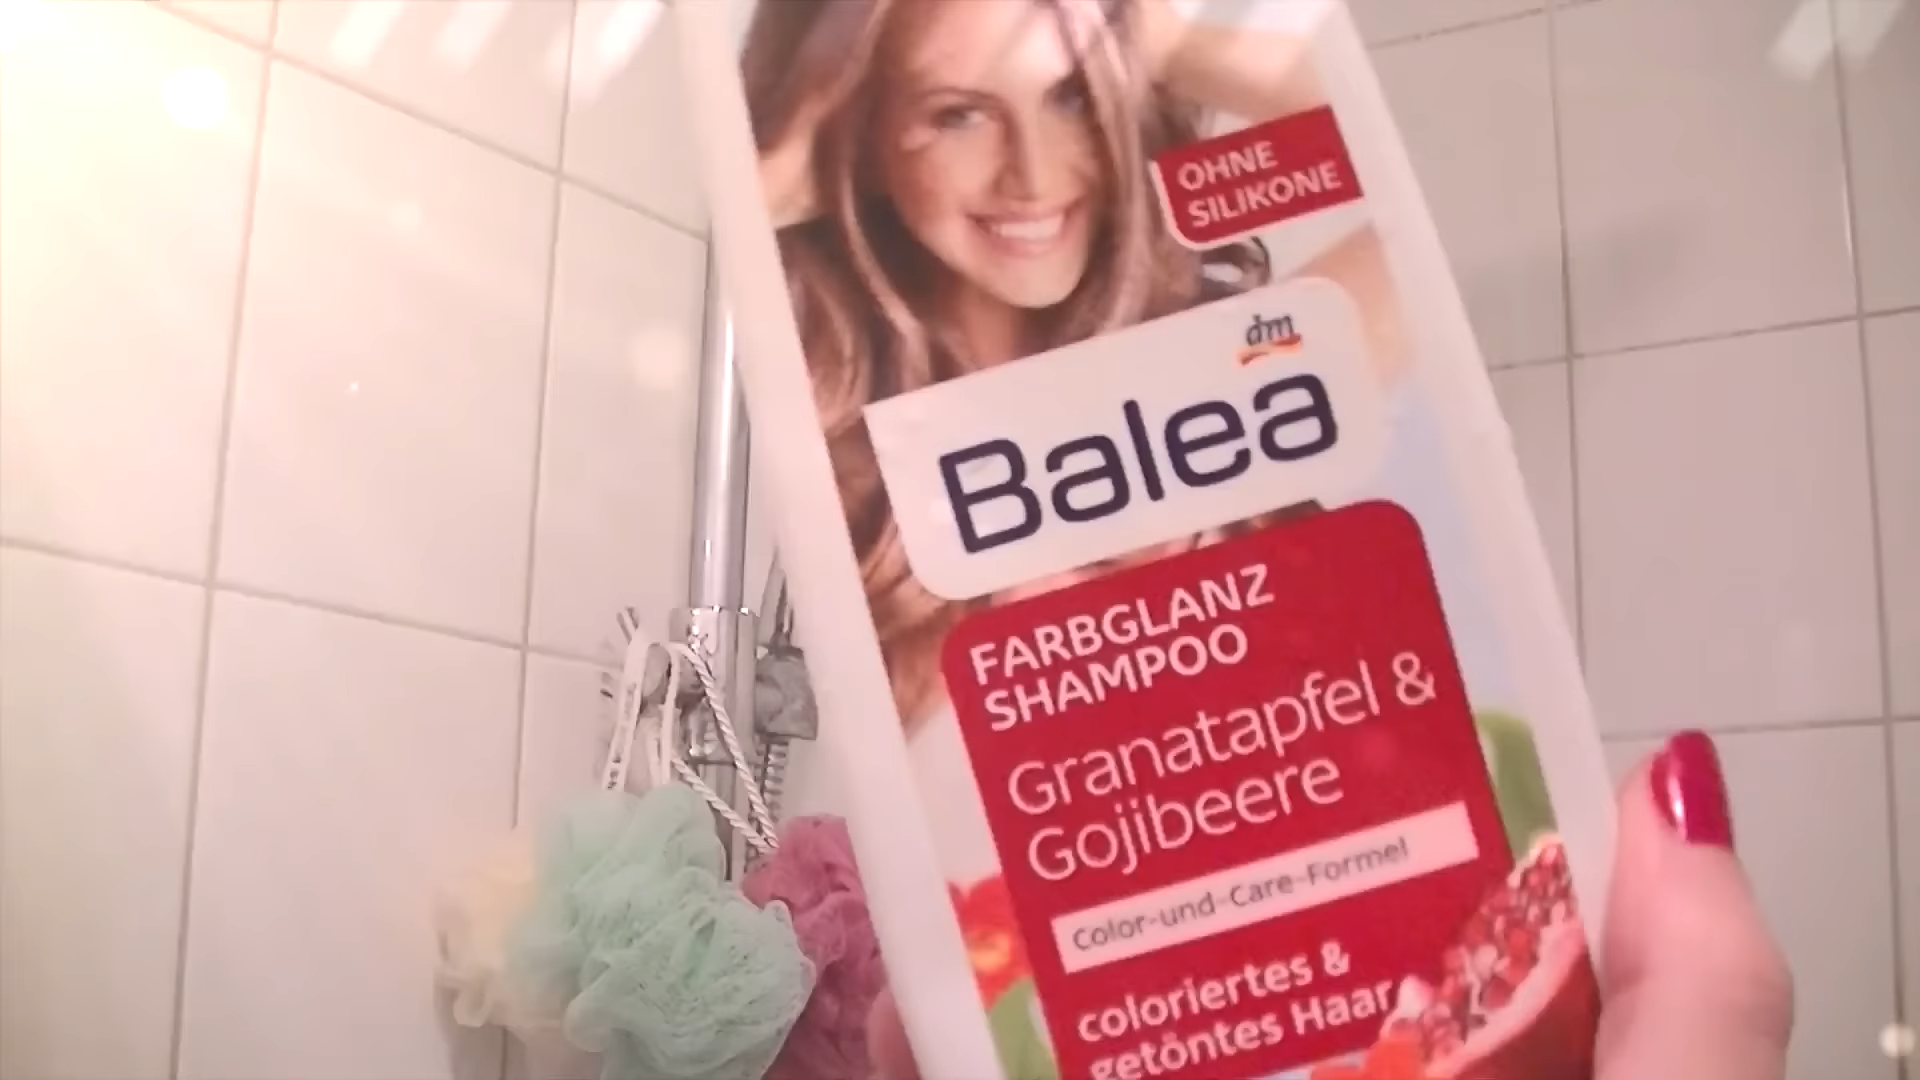 OHNE
SILIKONE
dm
Balea
FARBGLANZ
SHAMPOO
Granatapfel &
Gojibeere
Color-und-Care-Formel
coloriertes &
getöntes Haar